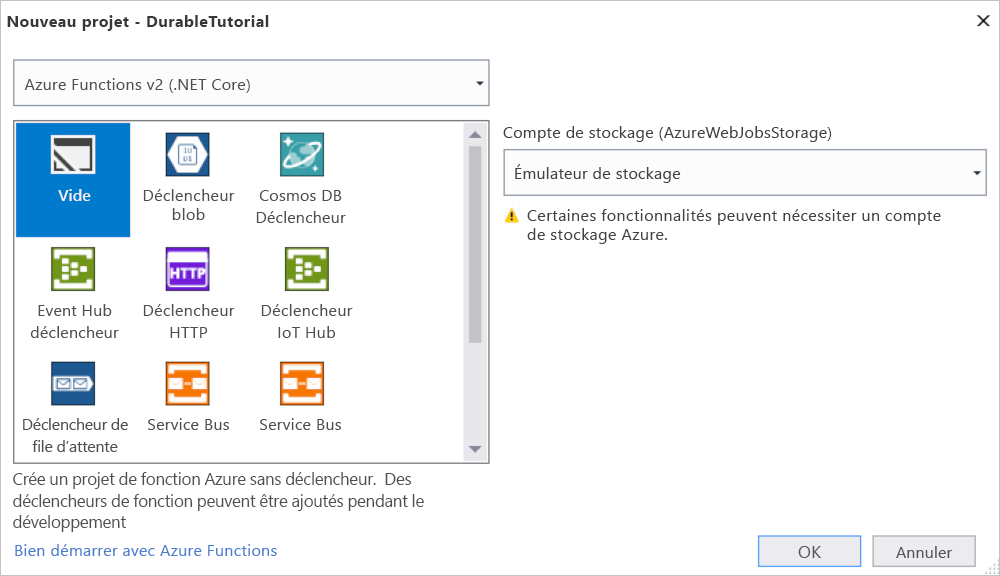 Nouveau projet - DurableTutorial
Azure Functions v2 (.NET Core)
Vide
Déclencheur
blob
Cosmos DB
Déclencheur
Event Hub
déclencheur
HTTP
Déclencheur
HTTP
Déclencheur
IoT Hub
Déclencheur de
file d’attente
Service Bus
Service Bus
Crée un projet de fonction Azure sans déclencheur.  Des
déclencheurs de fonction peuvent être ajoutés pendant le
développement
Bien démarrer avec Azure Functions
Compte de stockage (AzureWebJobsStorage)
Émulateur de stockage
Certaines fonctionnalités peuvent nécessiter un compte
de stockage Azure.
OK
Annuler